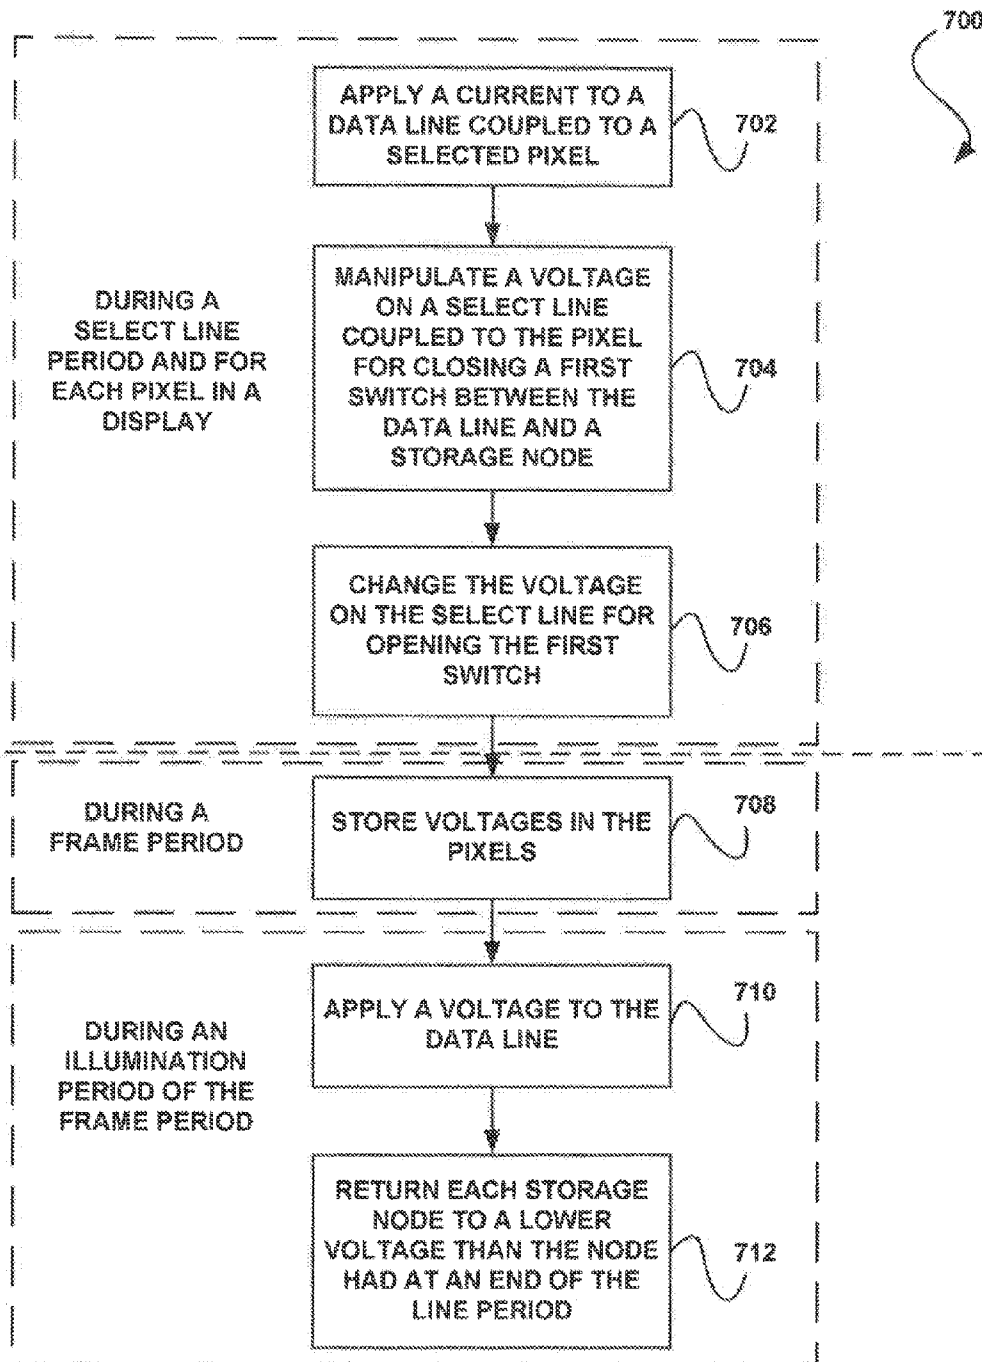 700
APPLY A CURRENT TO A
DATA LINE COUPLED TO A
SELECTED PIXEL
702
DURING A
SELECT LINE
PERIOD AND FOR
EACH PIXEL IN A
DISPLAY
MANIPULATE A VOLTAGE
ON A SELECT LINE
COUPLED TO THE PIXEL
FOR CLOSING A FIRST
SWITCH BETWEEN THE
DATA LINE AND A
STORAGE NODE
704
CHANGE THE VOLTAGE
ON THE SELECT LINE FOR
OPENING THE FIRST
SWITCH
706
DURING A
FRAME PERIOD
STORE VOLTAGES IN THE
PIXELS
708
DURING AN
ILLUMINATION
PERIOD OF THE
FRAME PERIOD
APPLY A VOLTAGE TO THE
DATA LINE
710
RETURN EACH STORAGE
NODE TO A LOWER
VOLTAGE THAN THE NODE
HAD AT AN END OF THE
LINE PERIOD
712